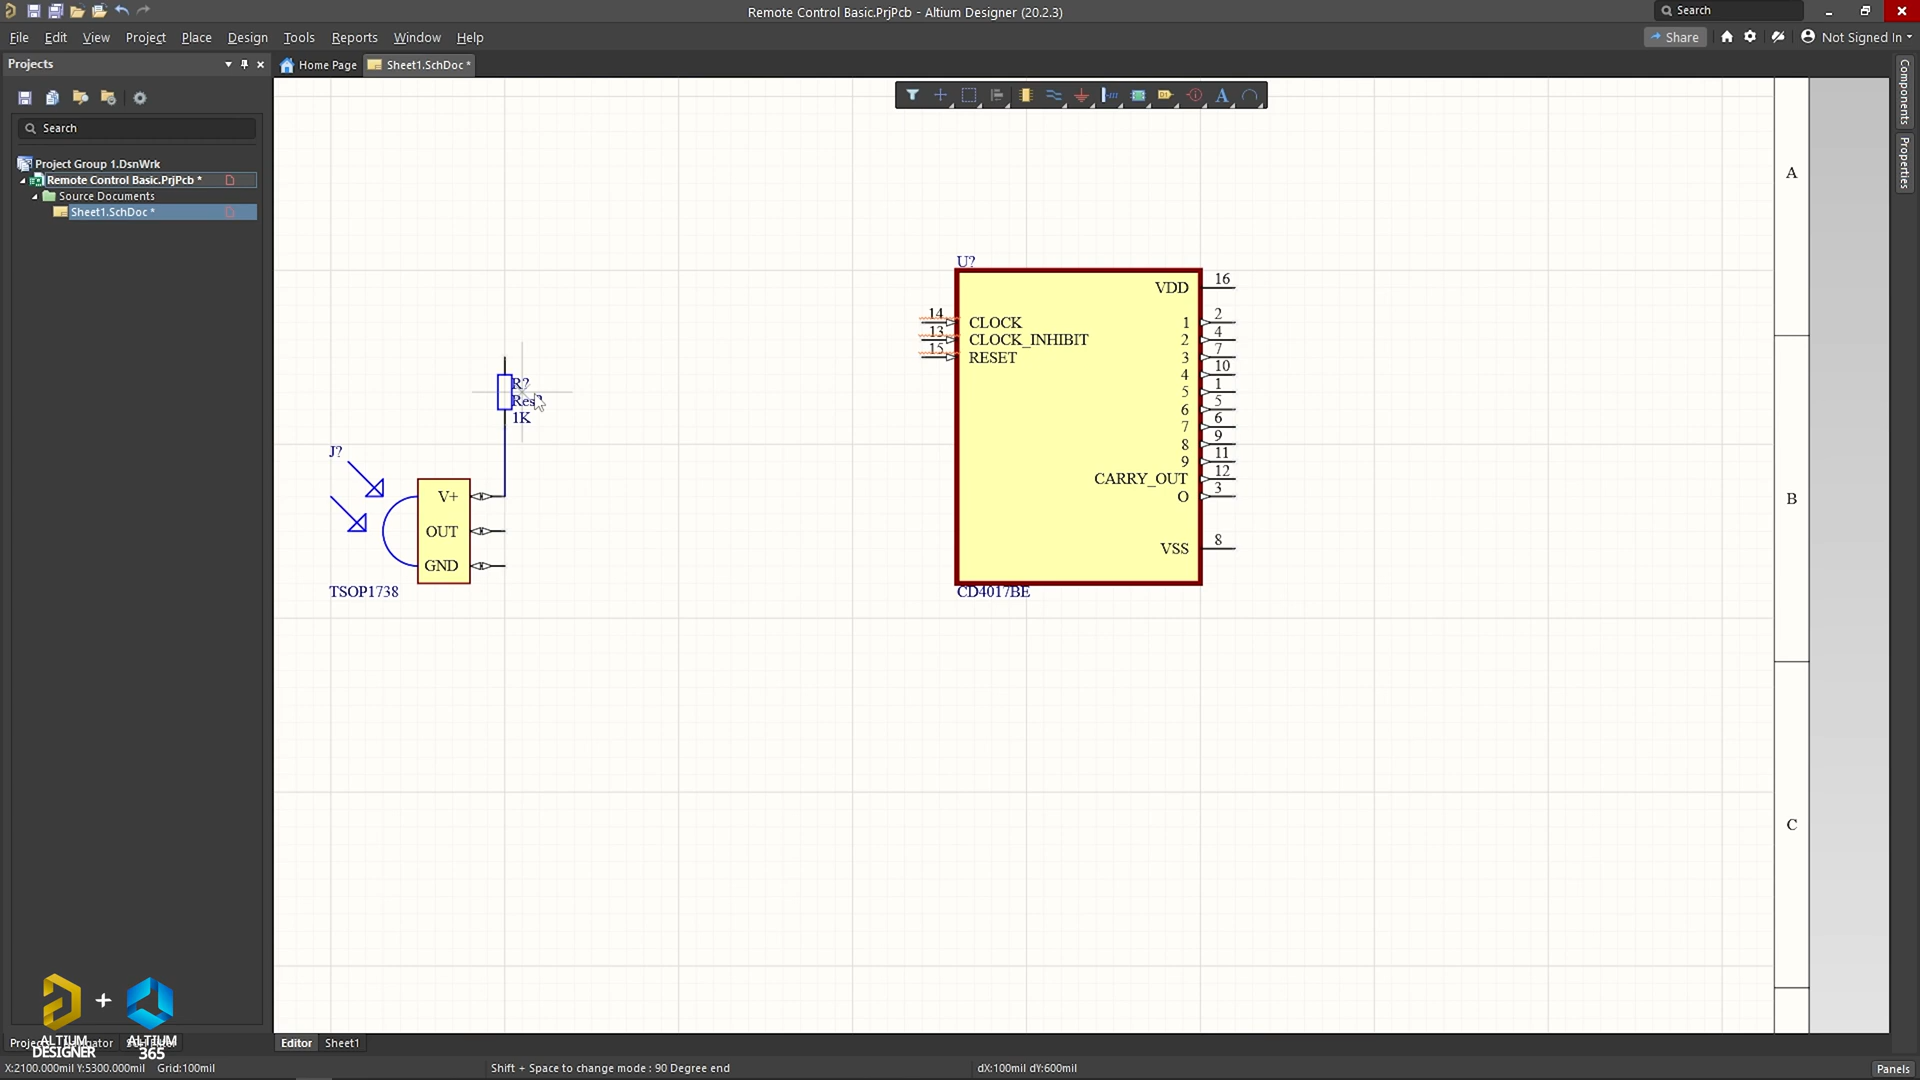 Remote Control Basic.PrjPcb - Altium Designer (20.2.3)
Search
File Edit View Project Place Design Tools Reports Window Help
Share
Not Signed In
Projects
Home Page
Sheet1.SchDoc *
Search
Project Group 1.DsnWrk
Remote Control Basic.PrjPcb *
Source Documents
Sheet1.SchDoc *
Components
Properties
A
B
C
U?
14
13
15
CLOCK
CLOCK_INHIBIT
RESET
VDD
16
1
2
2
4
3
7
4
10
5
1
6
5
7
6
8
9
9
11
CARRY_OUT
12
O
3
VSS
8
CD4017BE
R?
1K
J?
V+
OUT
GND
TSOP1738
+
ALTIUM
DESIGNER
ALTIUM
365
Editor
Sheet1
X:2100.000mil Y:5300.000mil Grid:100mil
Shift + Space to change mode : 90 Degree end
dX:100mil dY:600mil
Panels